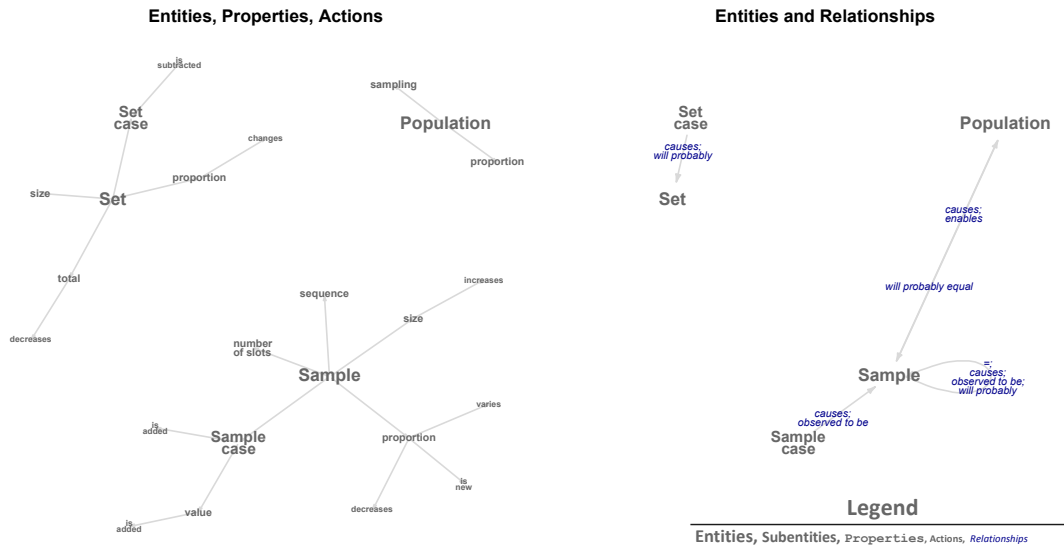 Entities, Properties, Actions
is
subtracted
sampling
Set
case
Population
changes
proportion
proportion
size
Set
total
increases
sequence
size
decreases
number
of slots
Sample
varies
is
added
Sample
case
proportion
is
new
decreases
value
is
added
Entities and Relationships
Set
case
Population
causes;
will probably
Set
causes;
enables
will probably equal
Sample
=;
causes;
observed to be;
will probably
causes;
observed to be
Sample
case
Legend
Entities, Subentities, Properties, Actions, Relationships